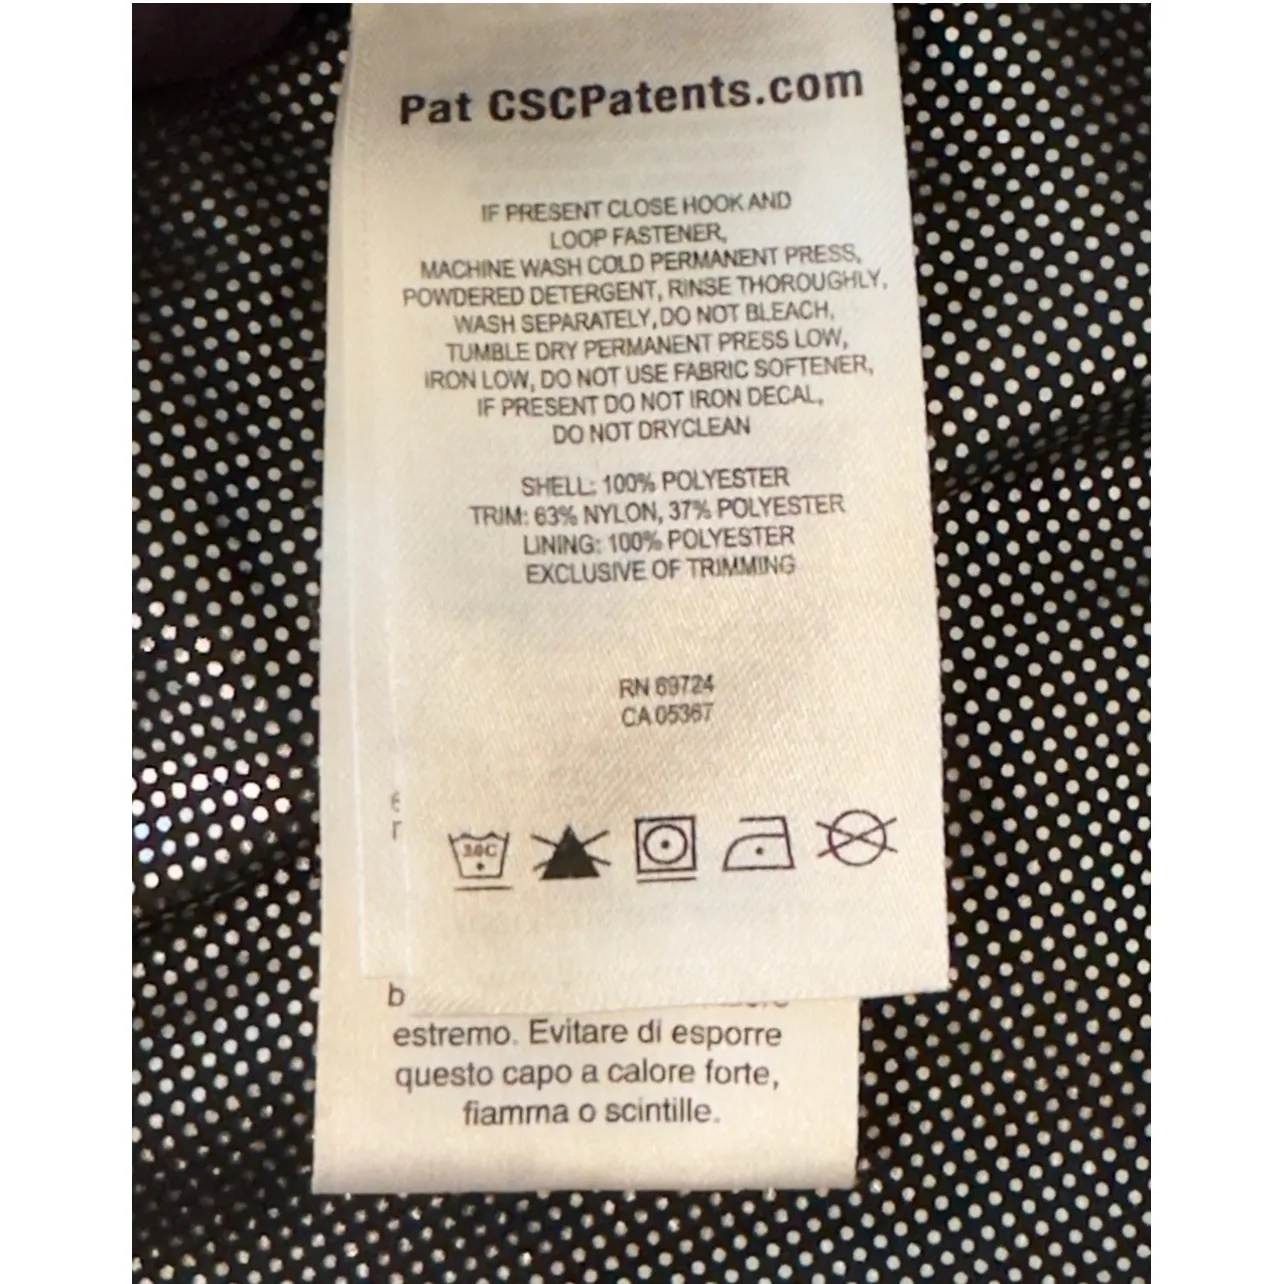 Pat CSCPatents.com
IF PRESENT CLOSE HOOK AND
LOOP FASTENER,
MACHINE WASH COLD PERMANENT PRESS,
POWDERED DETERGENT, RINSE THOROUGHLY,
WASH SEPARATELY, DO NOT BLEACH,
TUMBLE DRY PERMANENT PRESS LOW,
IRON LOW, DO NOT USE FABRIC SOFTENER,
IF PRESENT DO NOT IRON DECAL,
DO NOT DRYCLEAN
SHELL: 100% POLYESTER
TRIM: 63% NYLON, 37% POLYESTER
LINING: 100% POLYESTER
EXCLUSIVE OF TRIMMING
RN 69724
CA 05367
30C
b
estremo. Evitare di esporre
questo capo a calore forte,
fiamma o scintille.